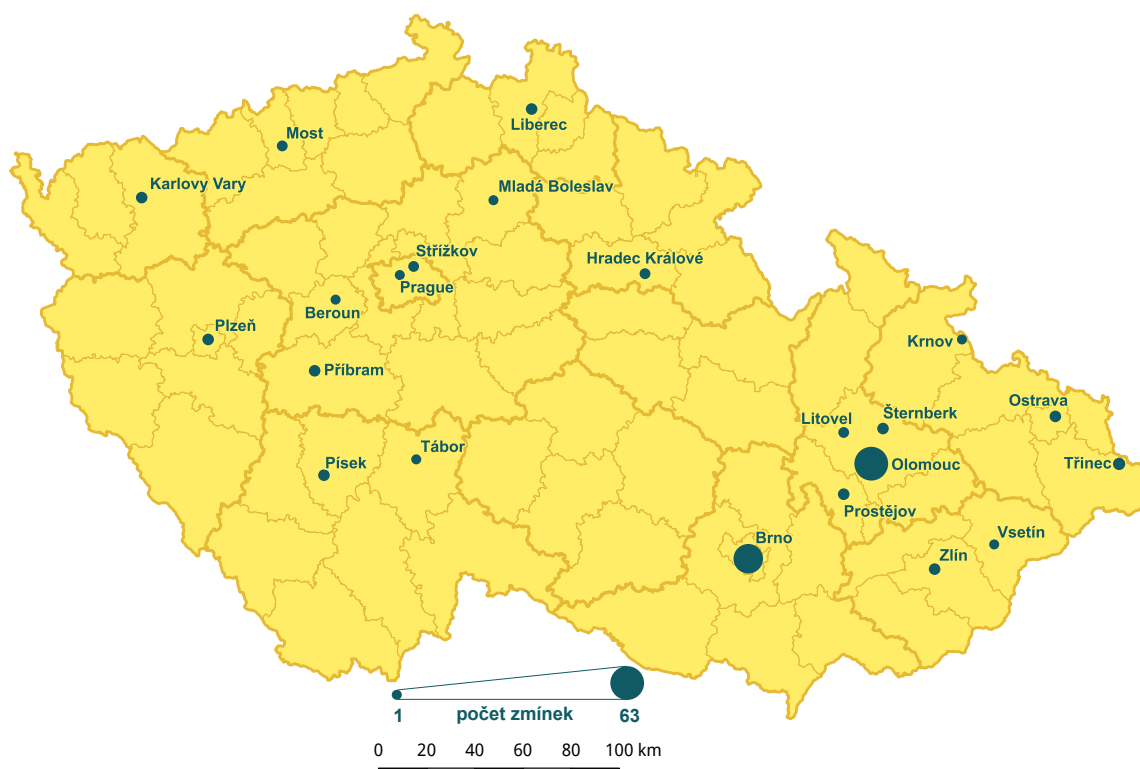 Liberec
Most
Karlovy Vary
Mladá Boleslav
Střížkov
Hradec Králové
Prague
Beroun
Plzeň
Krnov
Příbram
Ostrava
Litovel
Šternberk
Tábor
Písek
Olomouc
Třinec
Prostějov
Vsetín
Brno
Zlín
1 počet zmínek 63
0 20 40 60 80 100 km